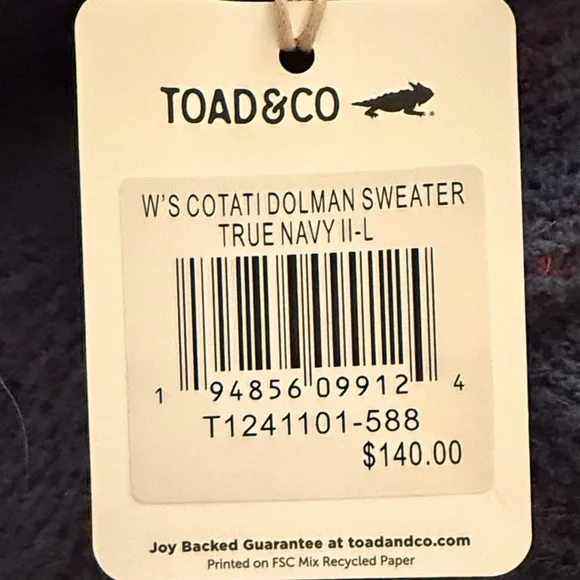 TOAD&CO
W'S COTATI DOLMAN SWEATER
TRUE NAVY II-L
1 94856 09912 4
T1241101-588
$140.00
Joy Backed Guarantee at toadandco.com
Printed on FSC Mix Recycled Paper